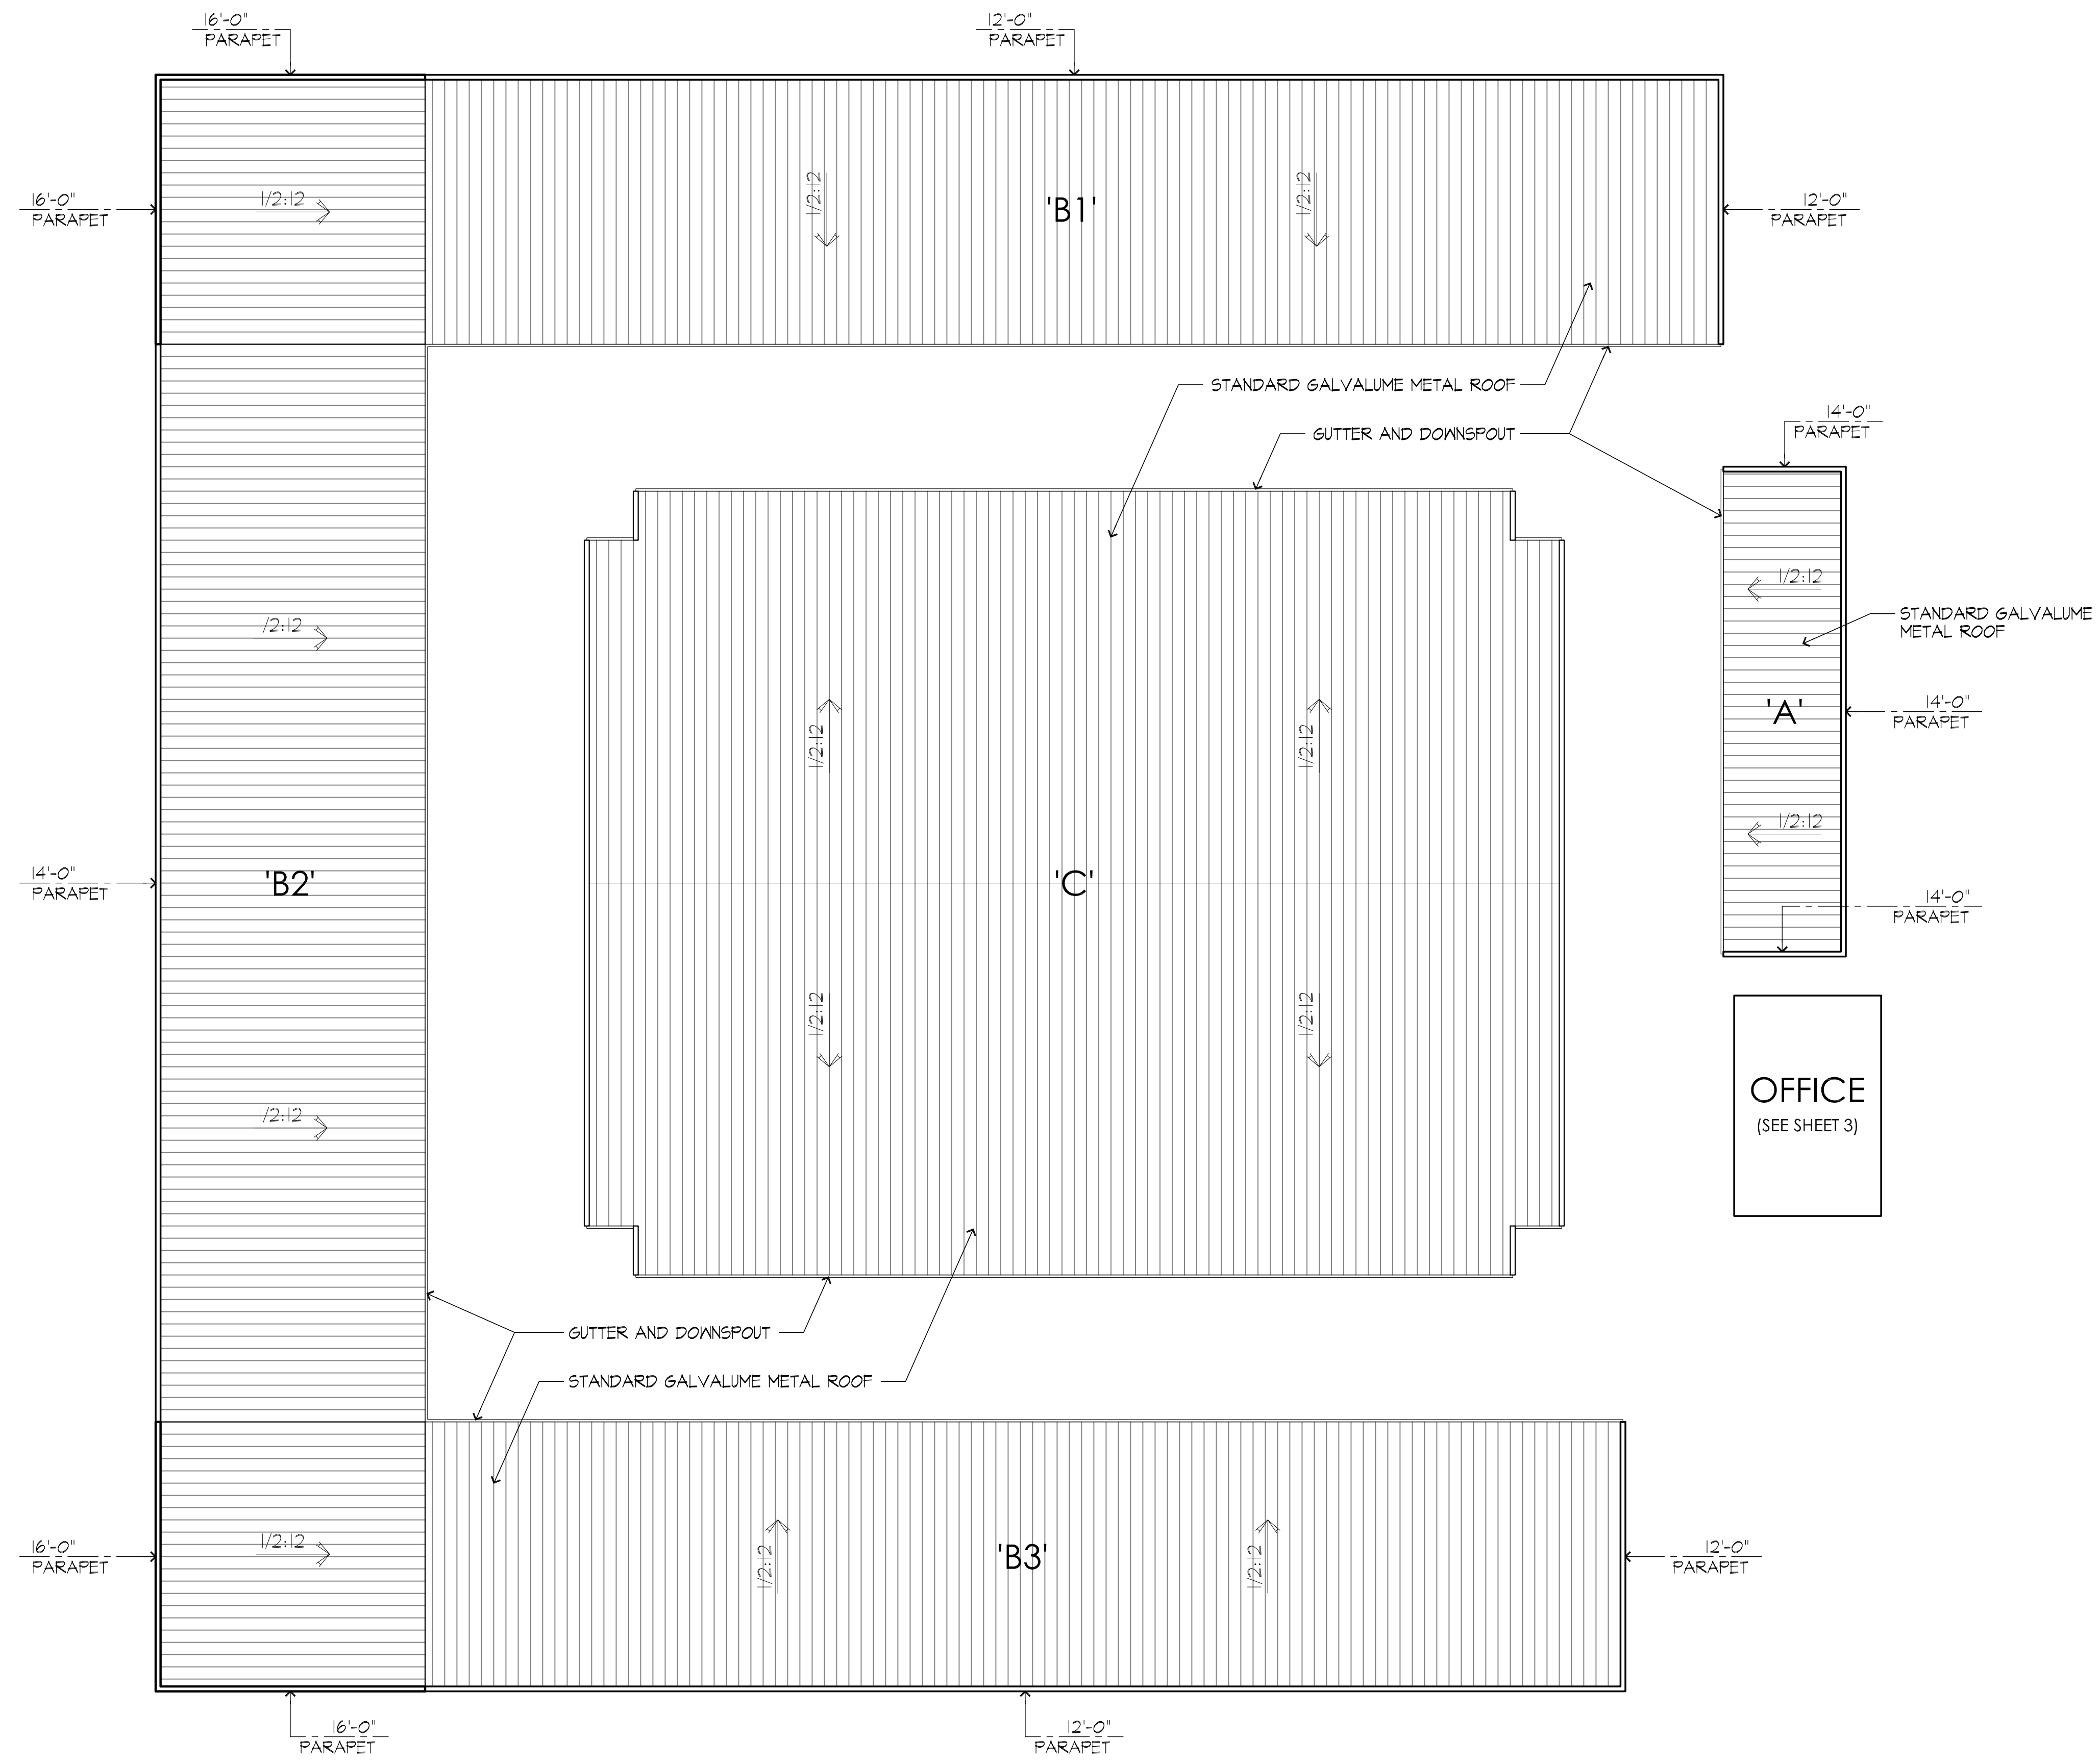 16'-0"
PARAPET
12'-0"
PARAPET
16'-0"
PARAPET
1/2:12
1/2:12
'B1'
1/2:12
12'-0"
PARAPET
STANDARD GALVALUME METAL ROOF
GUTTER AND DOWNSPOUT
14'-0"
PARAPET
1/2:12
STANDARD GALVALUME
METAL ROOF
1/2:12
'A'
14'-0"
PARAPET
1/2:12
1/2:12
1/2:12
14'-0"
PARAPET
'B2'
'C'
14'-0"
PARAPET
1/2:12
1/2:12
OFFICE
(SEE SHEET 3)
1/2:12
GUTTER AND DOWNSPOUT
STANDARD GALVALUME METAL ROOF
16'-0"
PARAPET
1/2:12
1/2:12
'B3'
1/2:12
12'-0"
PARAPET
16'-0"
PARAPET
12'-0"
PARAPET